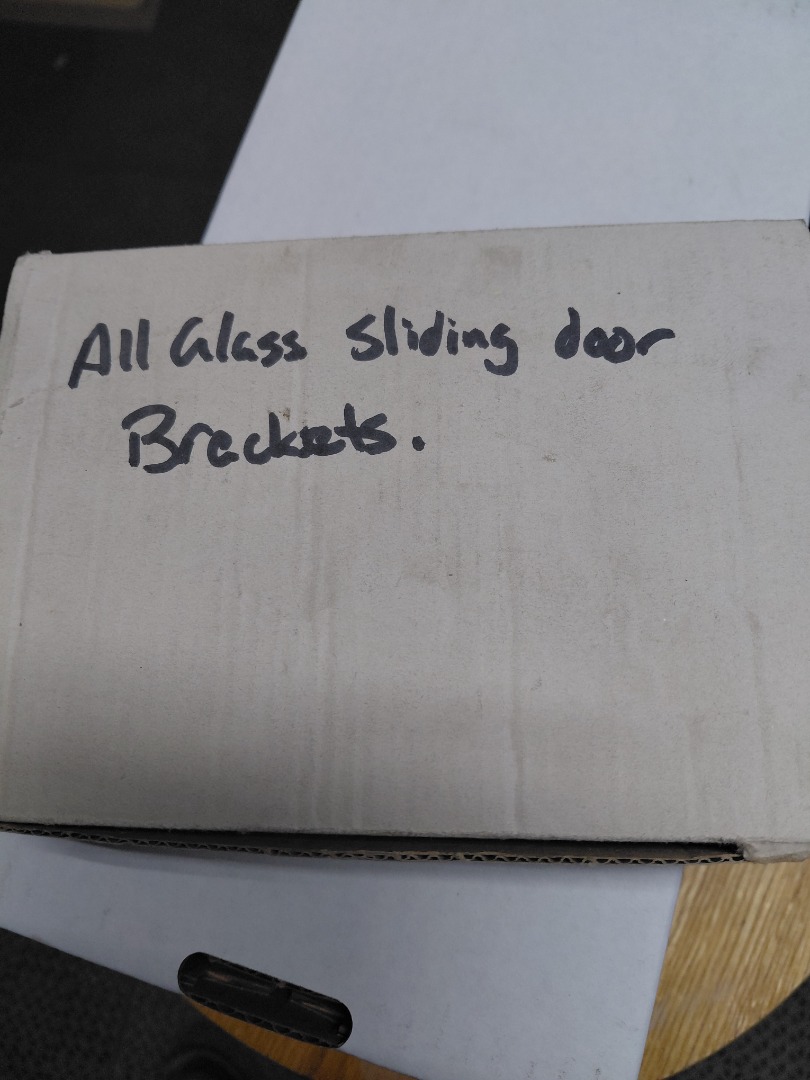 All Glass Sliding door
Brackets.